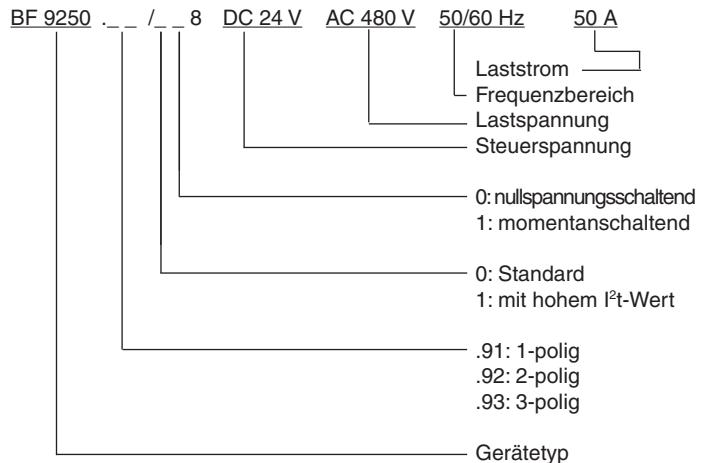 BF 9250 ._ _ /_ _ 8 DC 24 V AC 480 V 50/60 Hz 50 A
Laststrom
Frequenzbereich
Lastspannung
Steuerspannung
0: nullspannungsschaltend
1: momentanschaltend
0: Standard
1: mit hohem I²t-Wert
.91: 1-polig
.92: 2-polig
.93: 3-polig
Gerätetyp